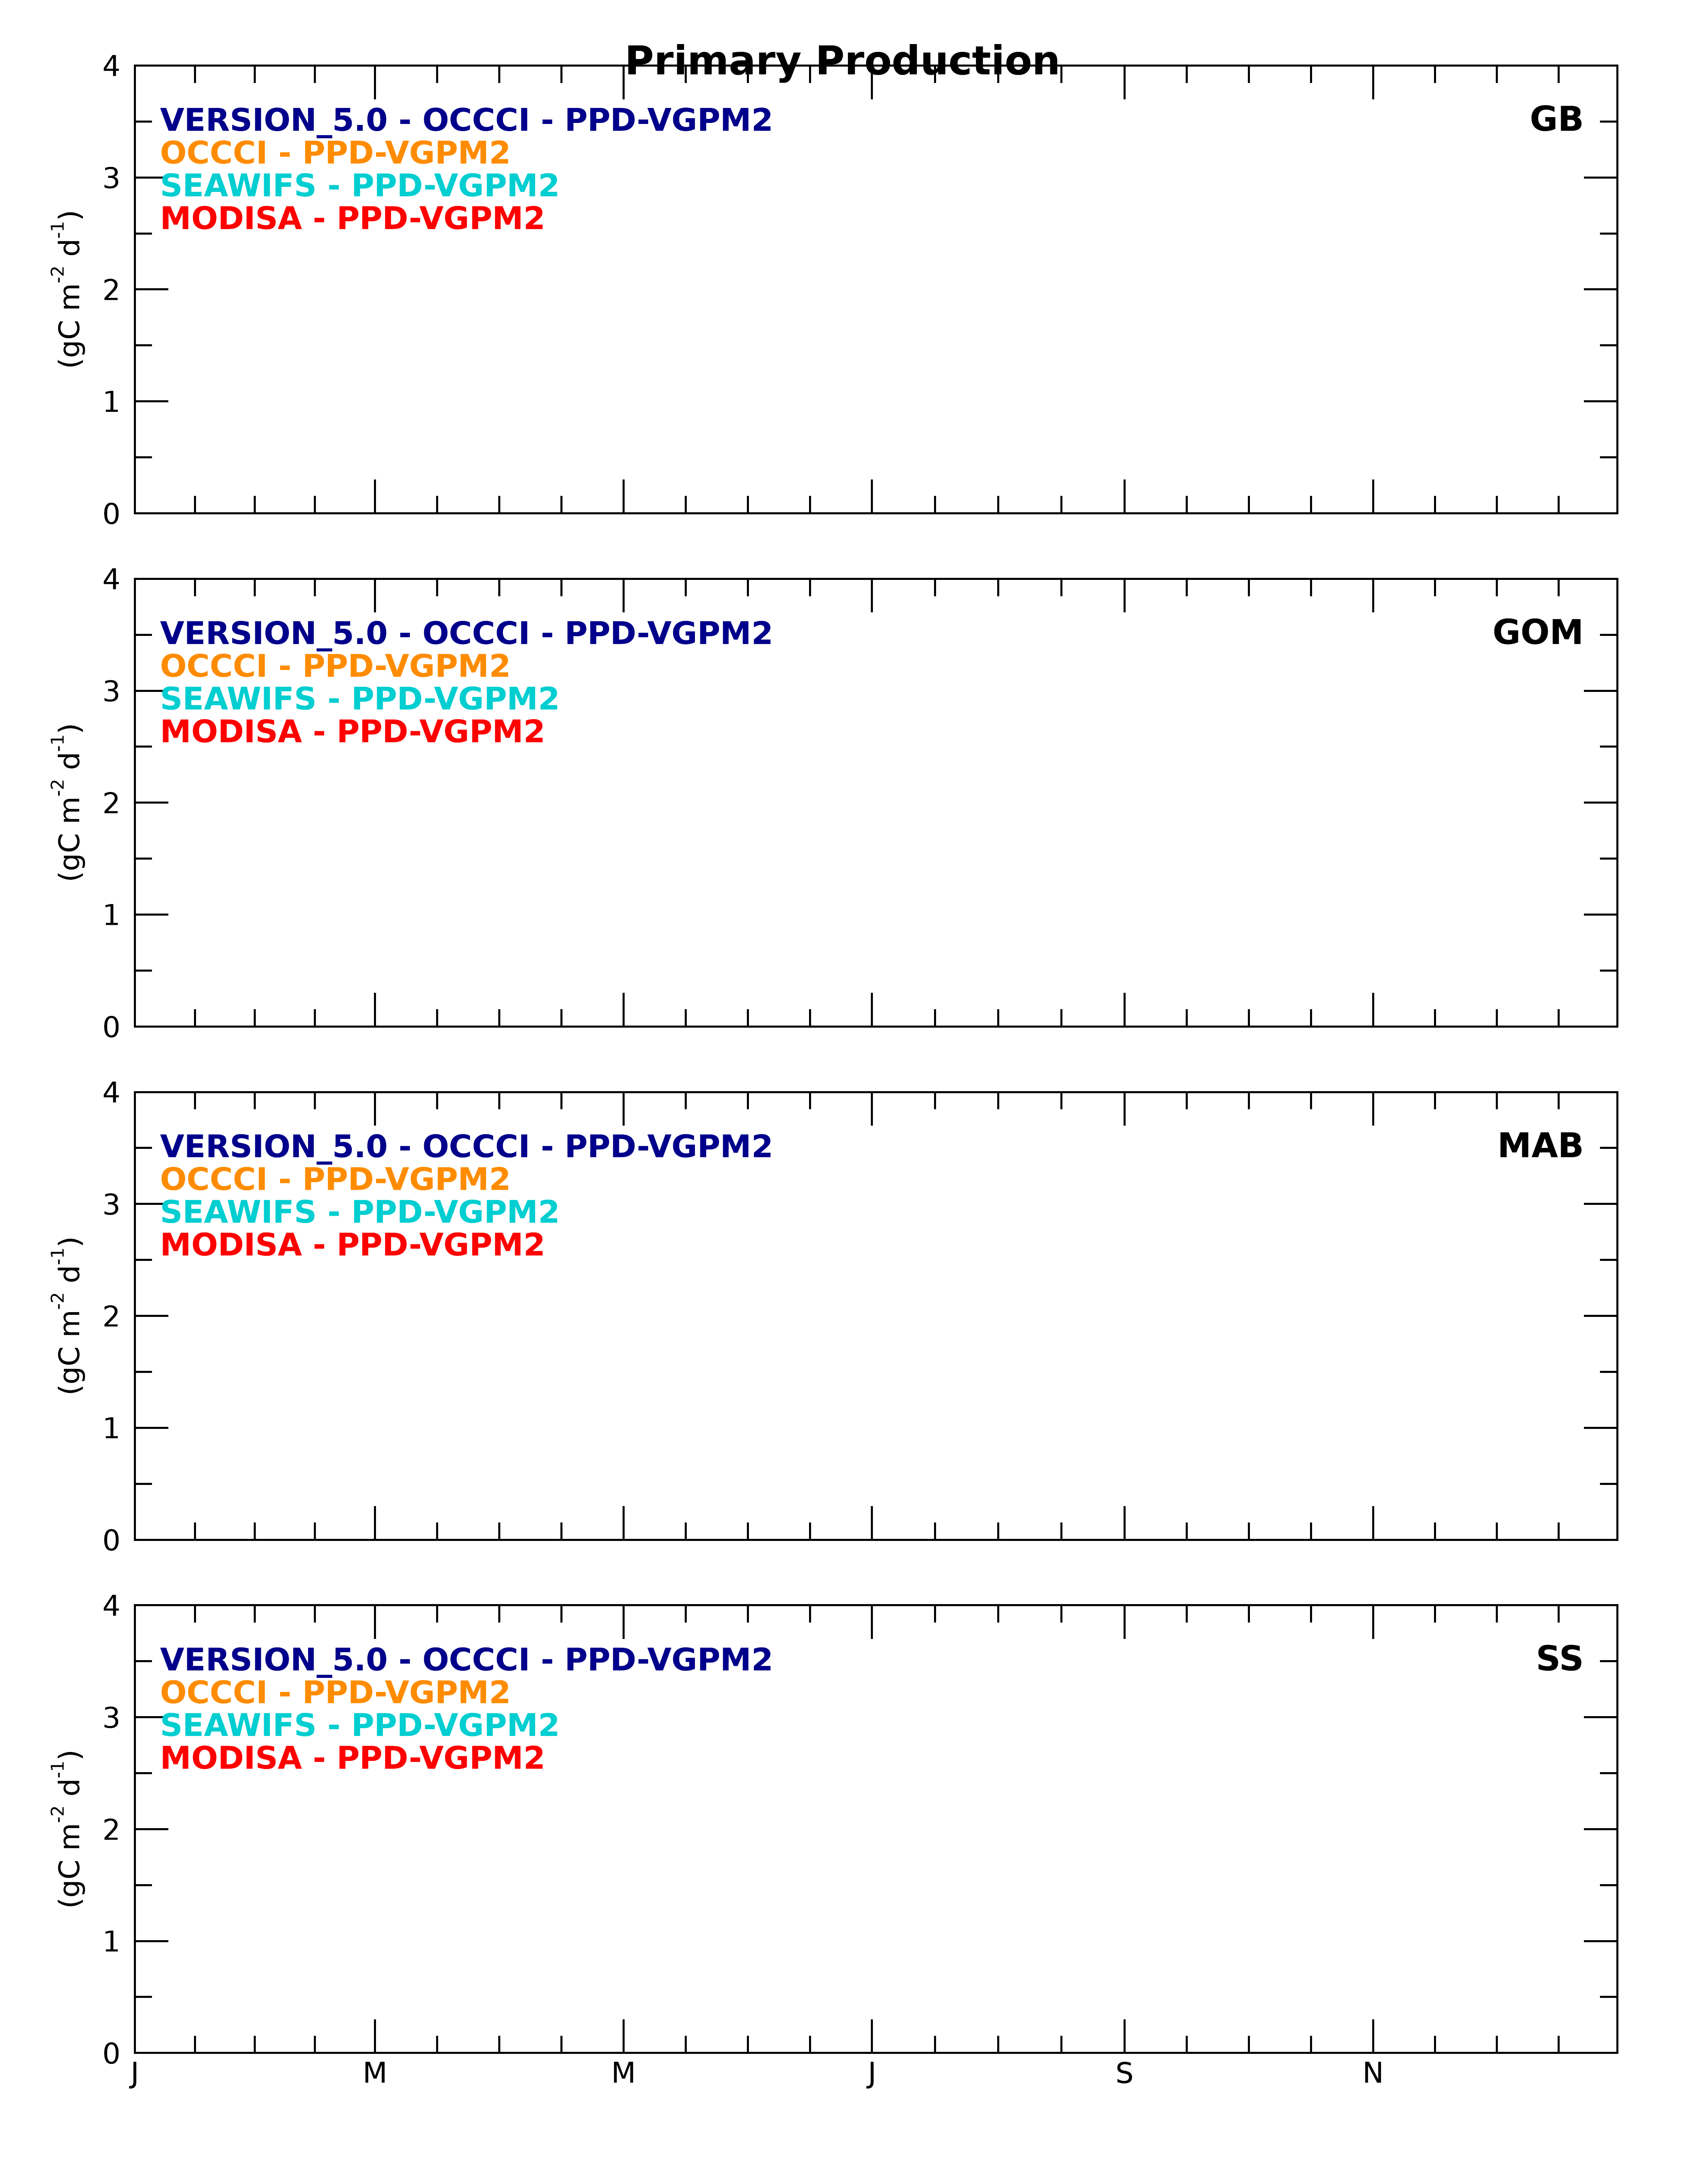 Primary Production
4
VERSION_5.0 - OCCCI - PPD-VGPM2
GB
OCCCI - PPD-VGPM2
3
SEAWIFS - PPD-VGPM2
MODISA - PPD-VGPM2
(gC m-2 d-1)
2
1
0
4
VERSION_5.0 - OCCCI - PPD-VGPM2
GOM
OCCCI - PPD-VGPM2
3
SEAWIFS - PPD-VGPM2
MODISA - PPD-VGPM2
(gC m-2 d-1)
2
1
0
4
VERSION_5.0 - OCCCI - PPD-VGPM2
MAB
OCCCI - PPD-VGPM2
3
SEAWIFS - PPD-VGPM2
MODISA - PPD-VGPM2
(gC m-2 d-1)
2
1
0
4
VERSION_5.0 - OCCCI - PPD-VGPM2
SS
OCCCI - PPD-VGPM2
3
SEAWIFS - PPD-VGPM2
MODISA - PPD-VGPM2
(gC m-2 d-1)
2
1
0
J M M J S N